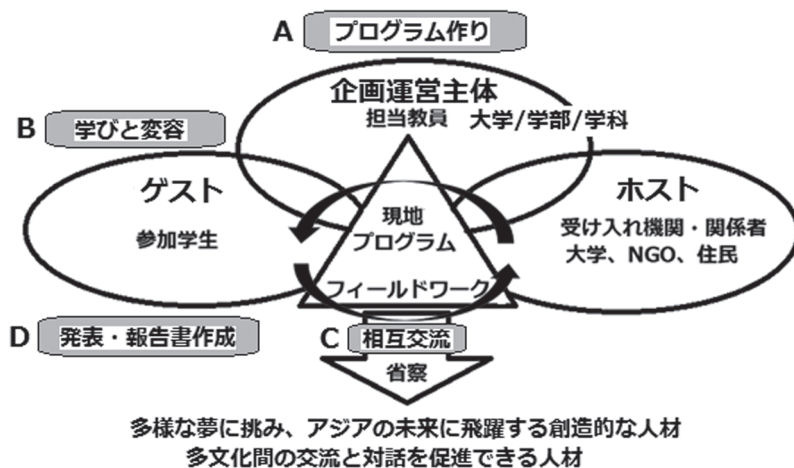 A プログラム作り
企画運営主体
担当教員 大学/学部/学科
B 学びと変容
ゲスト
参加学生
現地
プログラム
フィールドワーク
ホスト
受け入れ機関・関係者
大学、NGO、住民
D 発表・報告書作成
C 相互交流
省察
多様な夢に挑み、アジアの未来に飛躍する創造的な人材
多文化間の交流と対話を促進できる人材